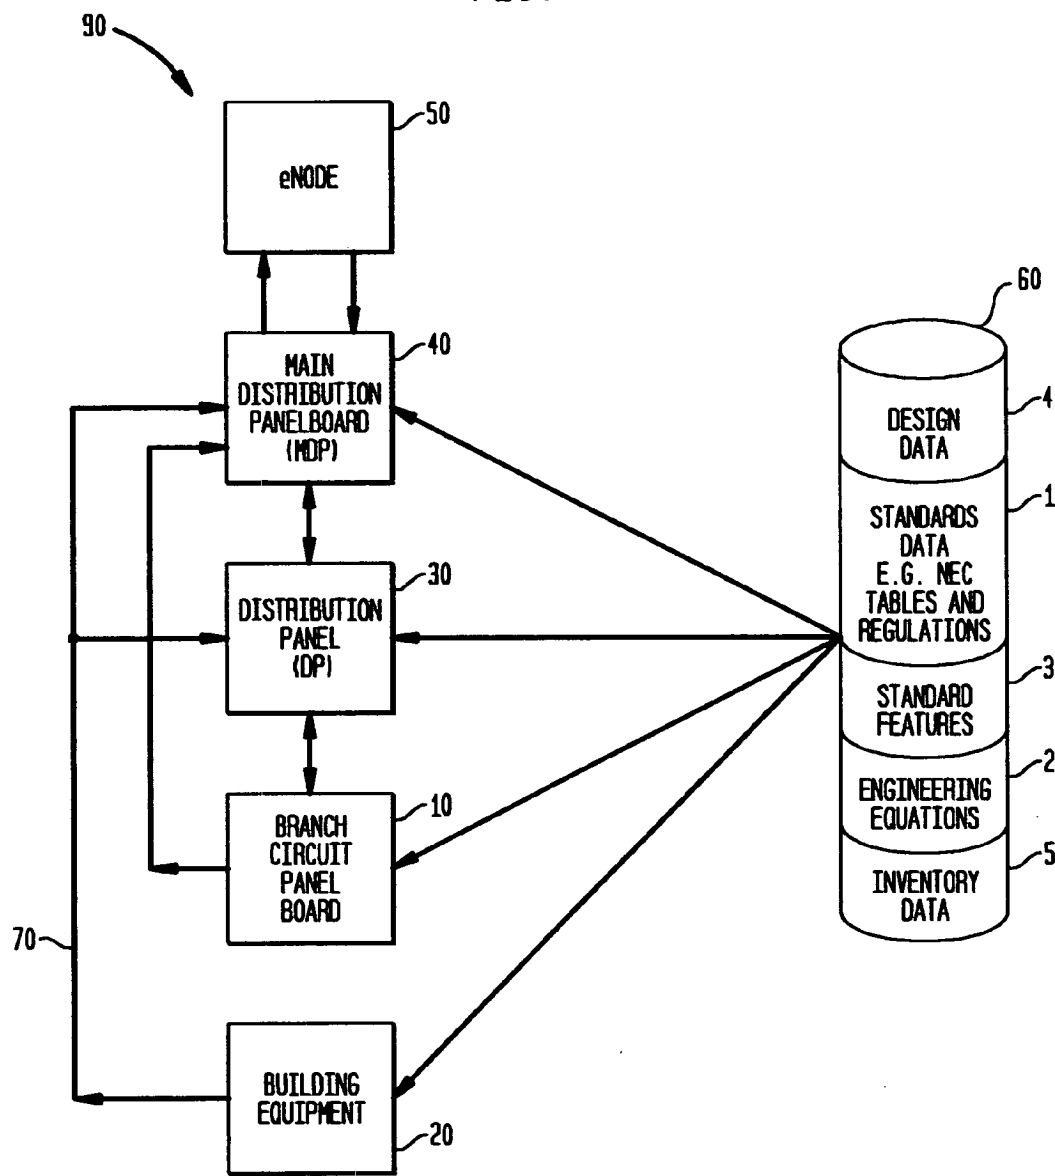 90
50
eNODE
60
MAIN
DISTRIBUTION
PANELBOARD
(MDP)
40
DESIGN
DATA
4
STANDARDS
DATA
E.G. NEC
TABLES AND
REGULATIONS
1
DISTRIBUTION
PANEL
(DP)
30
STANDARD
FEATURES
3
ENGINEERING
EQUATIONS
2
BRANCH
CIRCUIT
PANEL
BOARD
10
INVENTORY
DATA
5
70
BUILDING
EQUIPMENT
20